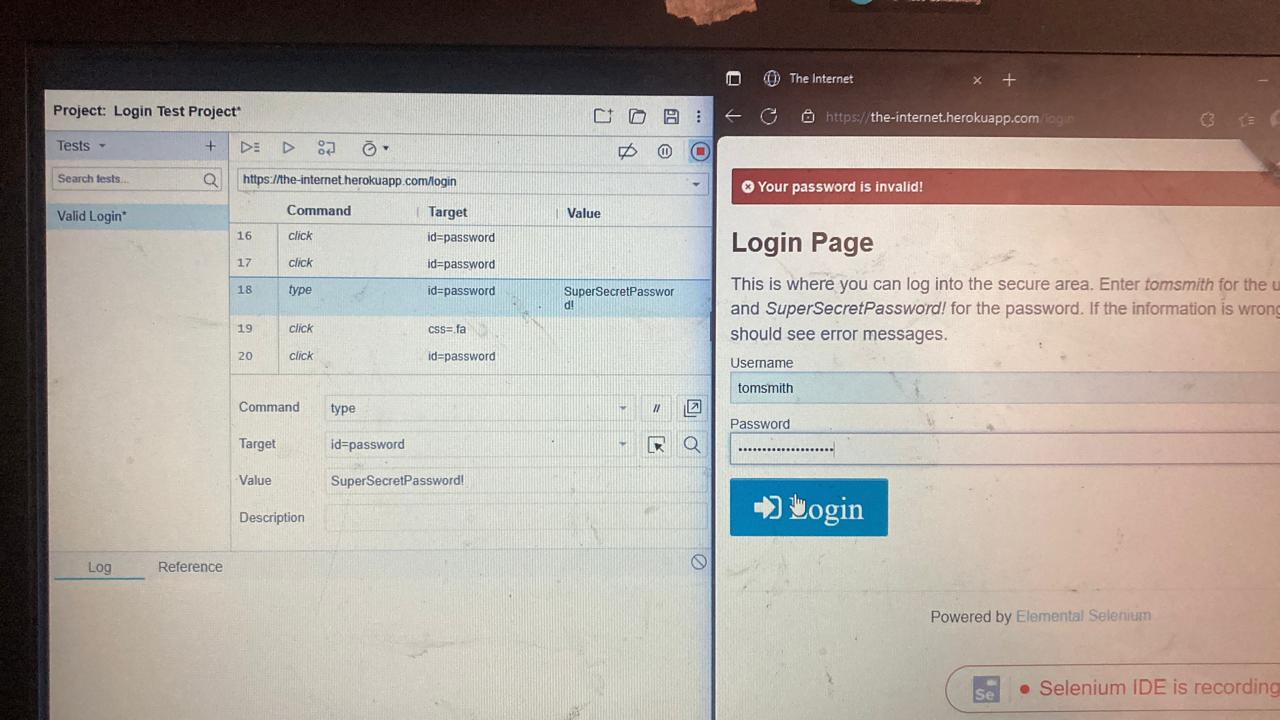 Project: Login Test Project*
Tests
+
Search tests...
https://the-internet.herokuapp.com/login
Valid Login*
Command Target Value
16 click id=password
17 click id=password
18 type id=password SuperSecretPasswor
d!
19 click css=.fa
20 click id=password
Command type //
Target id=password
Value SuperSecretPassword!
Description
Log Reference
The Internet
https://the-internet.herokuapp.com/login
Your password is invalid!
Login Page
This is where you can log into the secure area. Enter tomsmith for the u
and SuperSecretPassword! for the password. If the information is wrong
should see error messages.
Username
tomsmith
Password
Login
Powered by Elemental Selenium
Se Selenium IDE is recording